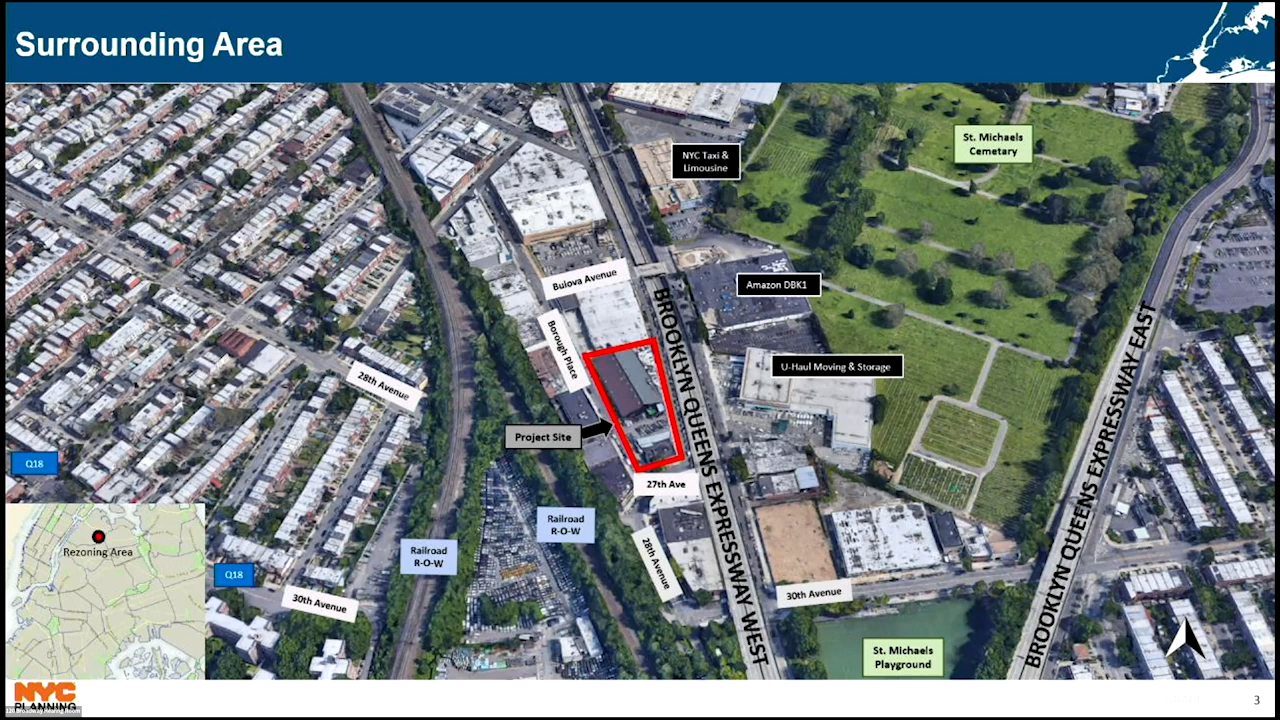 Surrounding Area
St. Michaels
Cemetary
NYC Taxi &
Limousine
Bulova Avenue
Amazon DBK1
BROOKLYN QUEENS EXPRESSWAY WEST
BROOKLYN QUEENS EXPRESSWAY EAST
Borough Place
28th Avenue
U-Haul Moving & Storage
Project Site
Q18
27th Ave
Railroad
R-O-W
Rezoning Area
Railroad
R-O-W
28th Avenue
Q18
30th Avenue
30th Avenue
St. Michaels
Playground
NYC
PLANNING
3